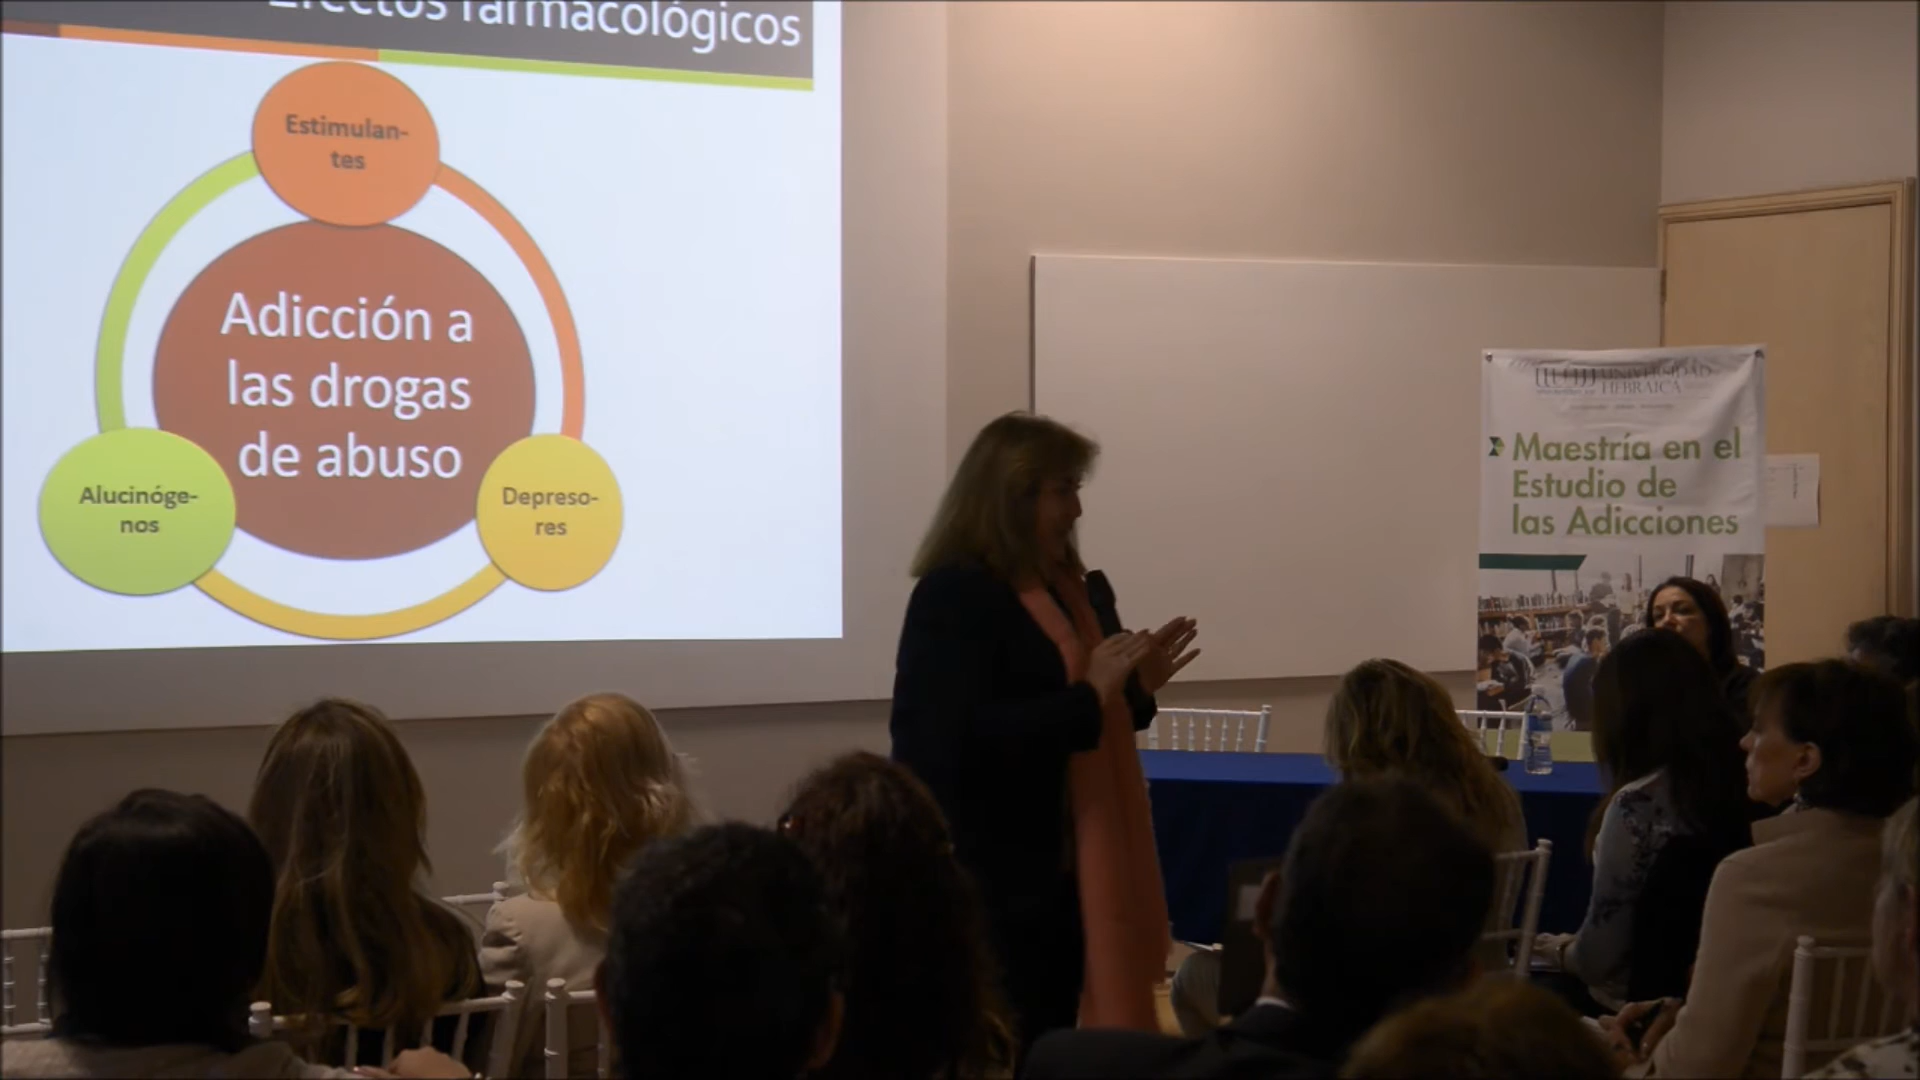 Efectos farmacológicos
Estimulan-
tes
Adicción a
las drogas
de abuso
Alucinóge-
nos
Depreso-
res
UNIVERSIDAD
HEBRAICA
Maestría en el
Estudio de
las Adicciones